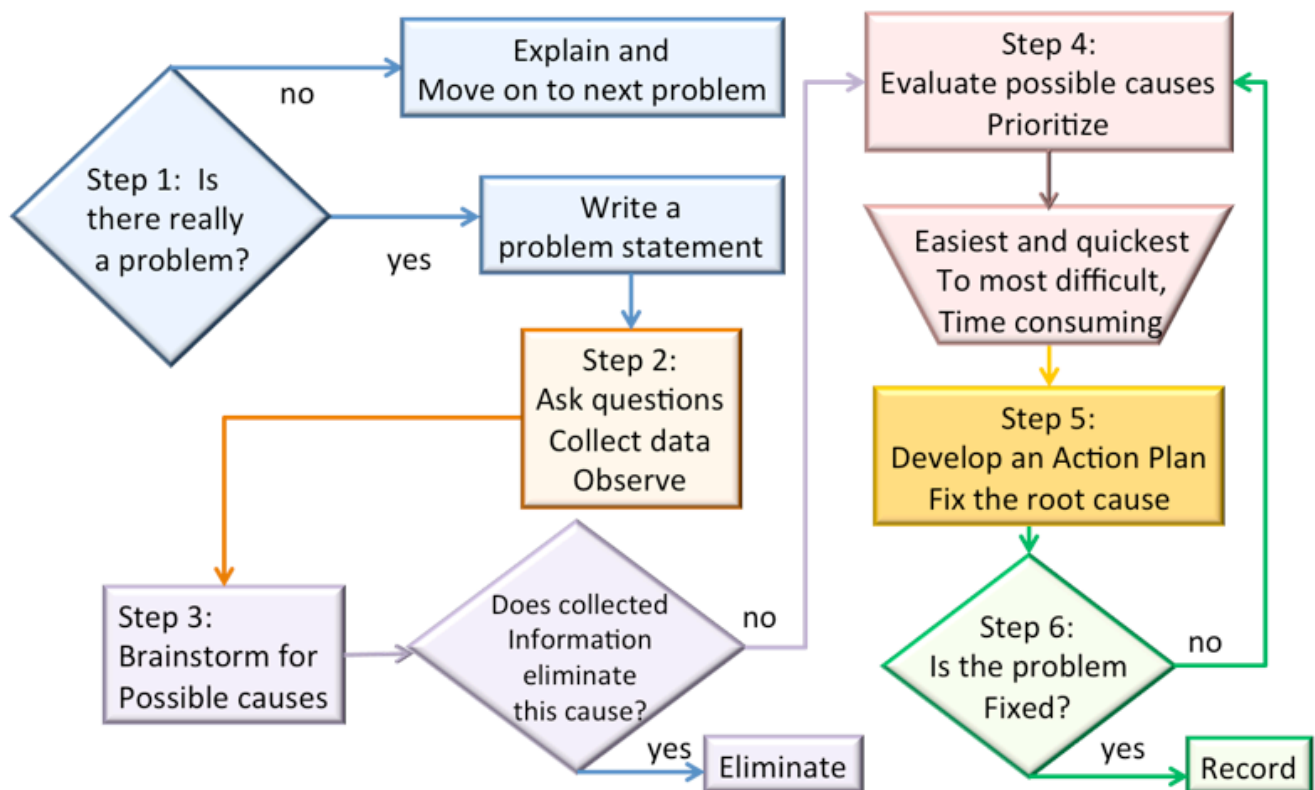 Explain and
Move on to next problem
no
Step 1:  Is
there really
a problem?
yes
Write a
problem statement
Step 2:
Ask questions
Collect data
Observe
Step 3:
Brainstorm for
Possible causes
Does collected
Information
eliminate
this cause?
no
yes
Eliminate
Step 4:
Evaluate possible causes
Prioritize
Easiest and quickest
To most difficult,
Time consuming
Step 5:
Develop an Action Plan
Fix the root cause
Step 6:
Is the problem
Fixed?
no
yes
Record